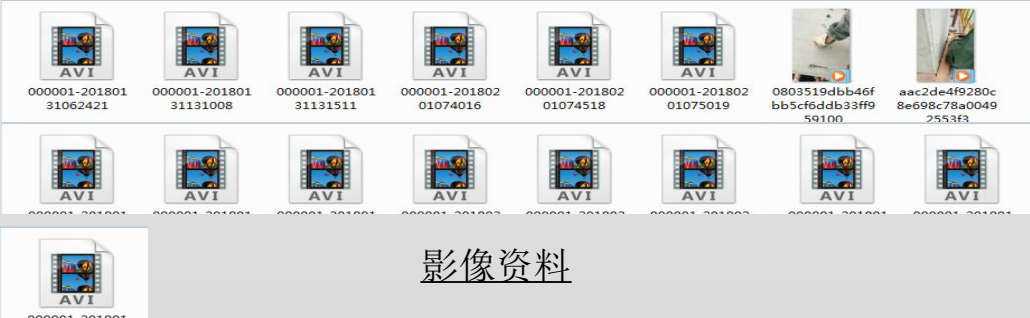 AVI AVI AVI AVI AVI AVI
000001-201801 000001-201801 000001-201801 000001-201802 000001-201802 000001-201802 0803519dbb46f aac2de4f9280c
31062421 31131008 31131511 01074016 01074518 01075019 bb5cf6ddb33ff9 8e698c78a0049
59100 2553f3
AVI AVI AVI AVI AVI AVI AVI AVI
影像资料
AVI